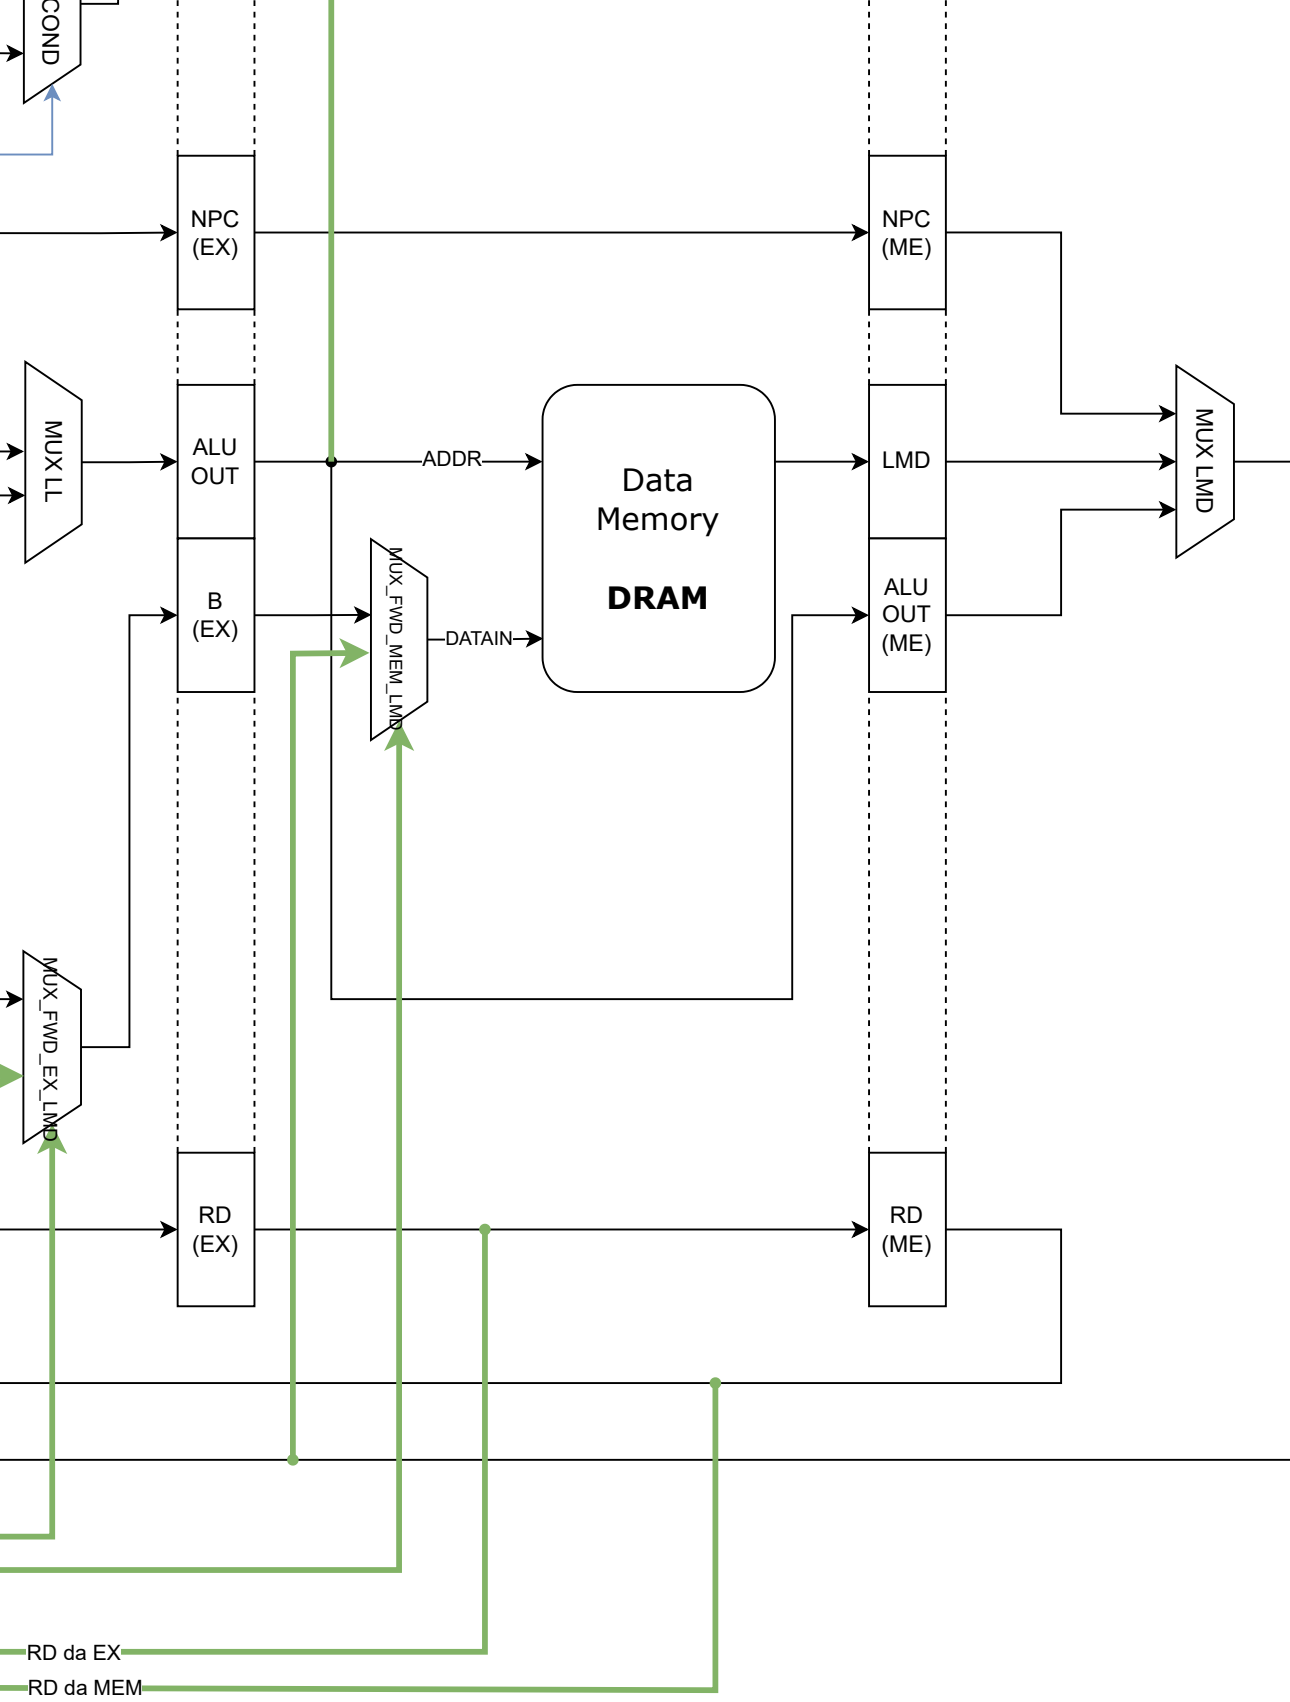 COND
NPC
(EX)
NPC
(ME)
MUX LL
ALU
OUT
ADDR
Data
Memory
DRAM
LMD
MUX LMD
B
(EX)
MUX_FWD_MEM_LMD
DATAIN
ALU
OUT
(ME)
MUX_FWD_EX_LMD
RD
(EX)
RD
(ME)
RD da EX
RD da MEM